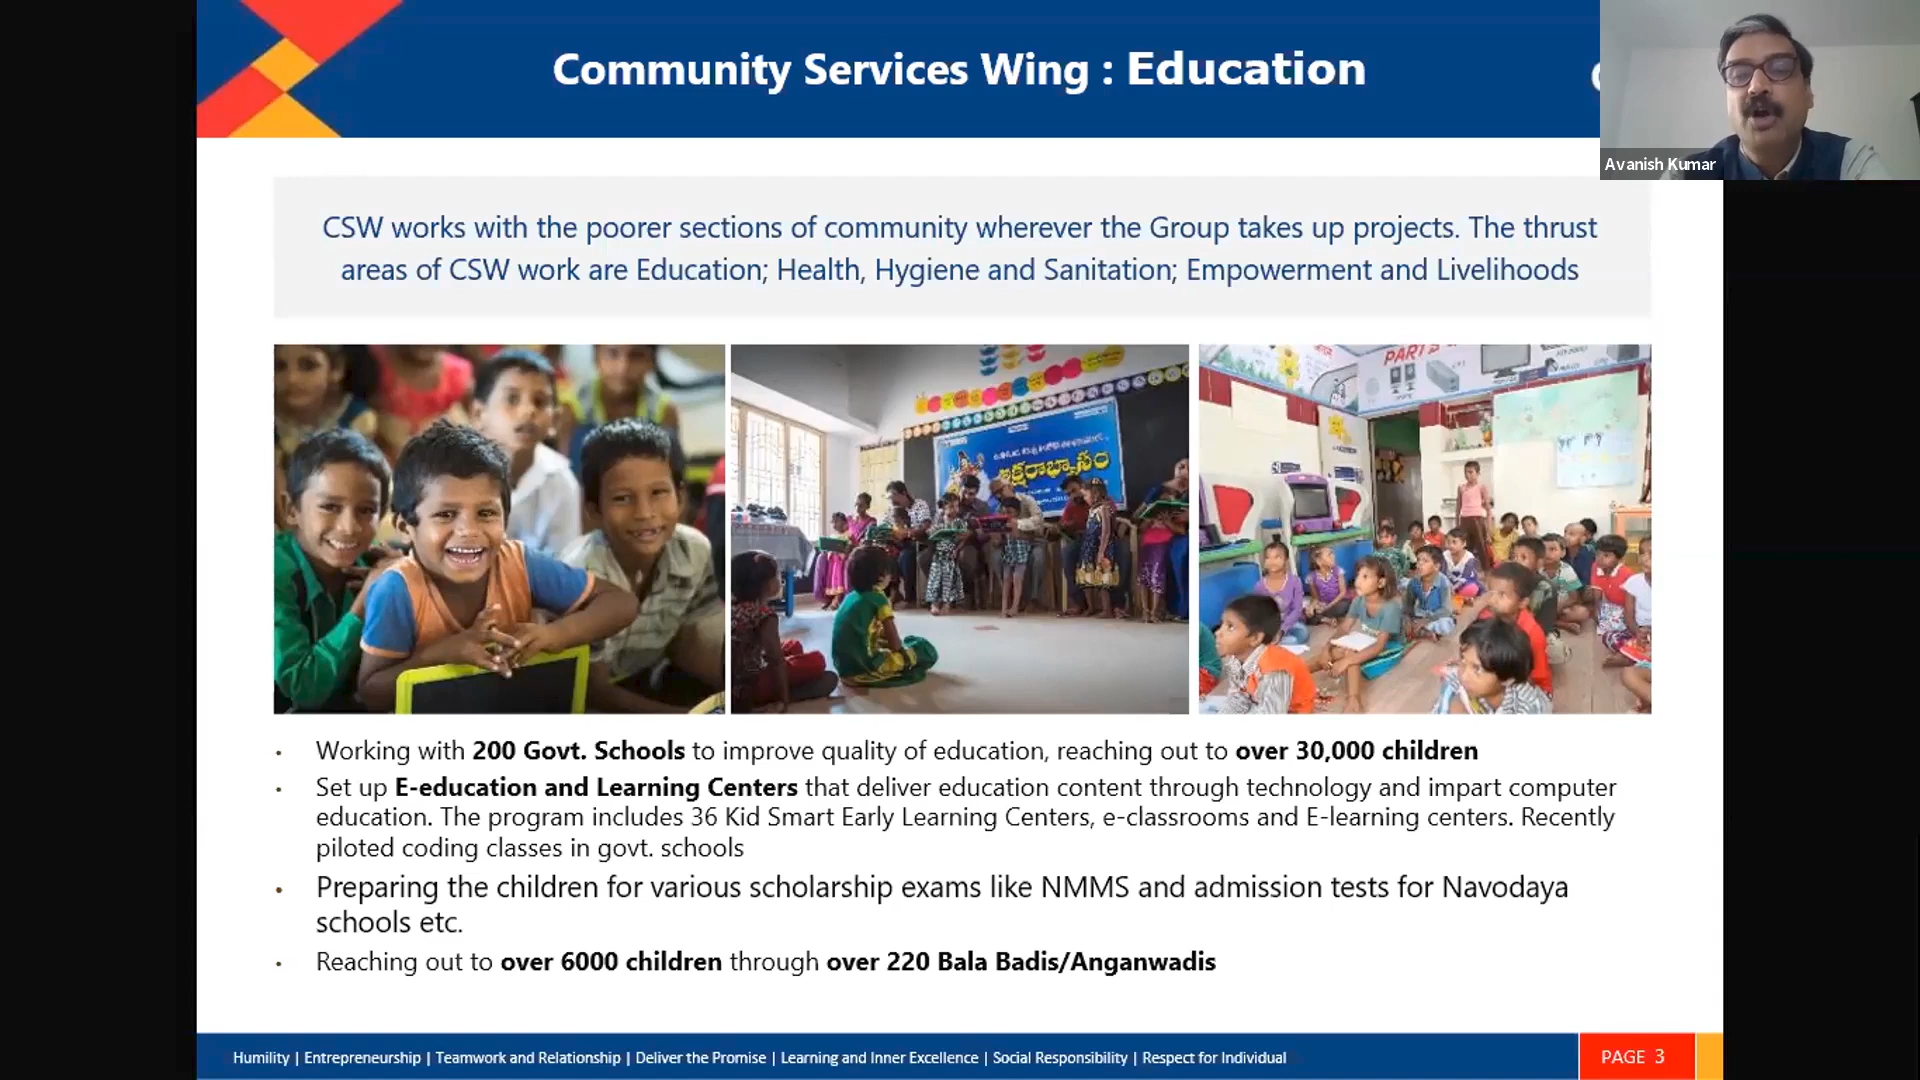 Community Services Wing : Education
Avanish Kumar
CSW works with the poorer sections of community wherever the Group takes up projects. The thrust
areas of CSW work are Education; Health, Hygiene and Sanitation; Empowerment and Livelihoods
అక్షరాభ్యాసం
PARTS
• Working with 200 Govt. Schools to improve quality of education, reaching out to over 30,000 children
• Set up E-education and Learning Centers that deliver education content through technology and impart computer
education. The program includes 36 Kid Smart Early Learning Centers, e-classrooms and E-learning centers. Recently
piloted coding classes in govt. schools
• Preparing the children for various scholarship exams like NMMS and admission tests for Navodaya
schools etc.
• Reaching out to over 6000 children through over 220 Bala Badis/Anganwadis
Humility | Entrepreneurship | Teamwork and Relationship | Deliver the Promise | Learning and Inner Excellence | Social Responsibility | Respect for Individual
PAGE 3